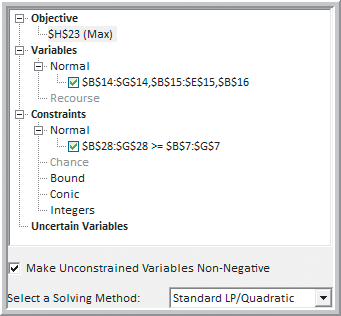 Objective
$H$23 (Max)
Variables
Normal
$B$14:$G$14,$B$15:$E$15,$B$16
Recourse
Constraints
Normal
$B$28:$G$28 >= $B$7:$G$7
Chance
Bound
Conic
Integers
Uncertain Variables
Make Unconstrained Variables Non-Negative
Select a Solving Method: Standard LP/Quadratic